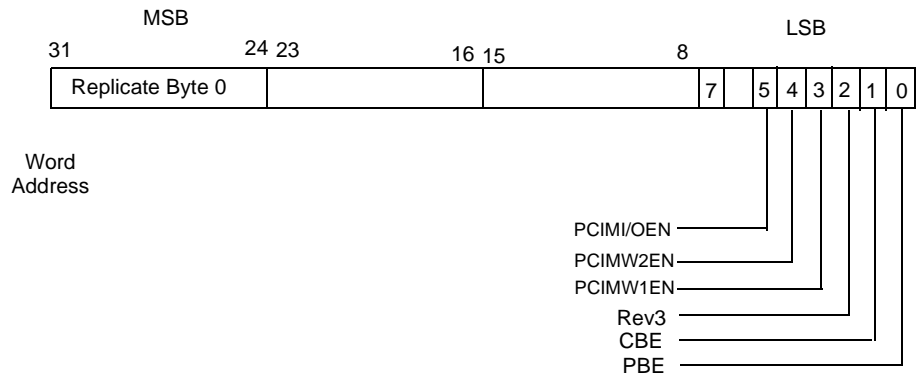 MSB
LSB
31
24 23
16 15
8
Replicate Byte 0
7
5
4
3
2
1
0
Word
Address
PCIMI/OEN
PCIMW2EN
PCIMW1EN
Rev3
CBE
PBE